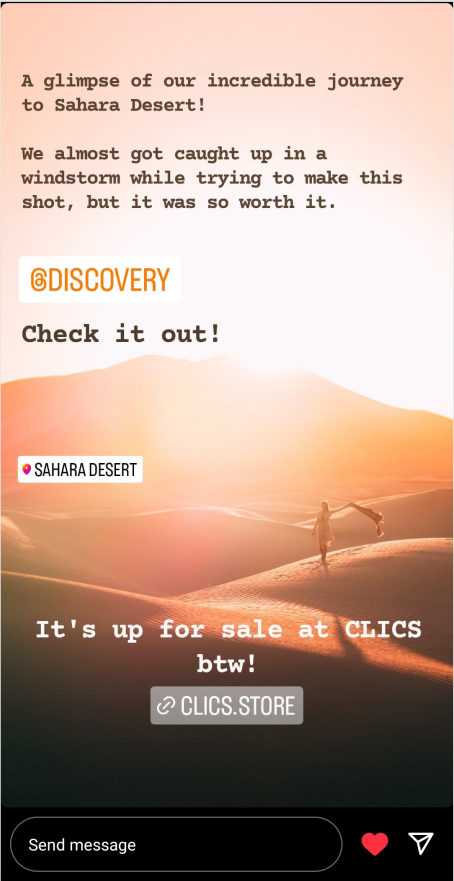 A glimpse of our incredible journey
to Sahara Desert!
We almost got caught up in a
windstorm while trying to make this
shot, but it was so worth it.
@DISCOVERY
Check it out!
SAHARA DESERT
It's up for sale at CLICS
btw!
CLICS.STORE
Send message